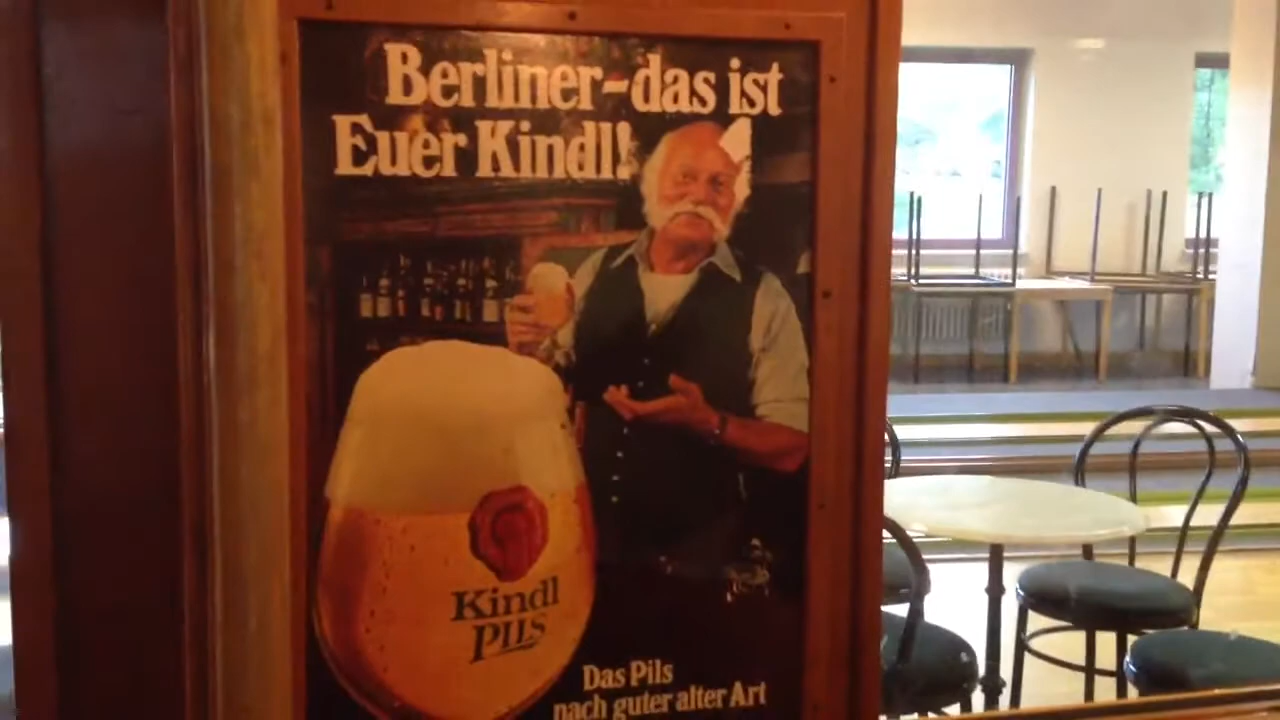 Berliner-das ist
Euer Kindl!
Kindl
PILS
Das Pils
nach guter alter Art